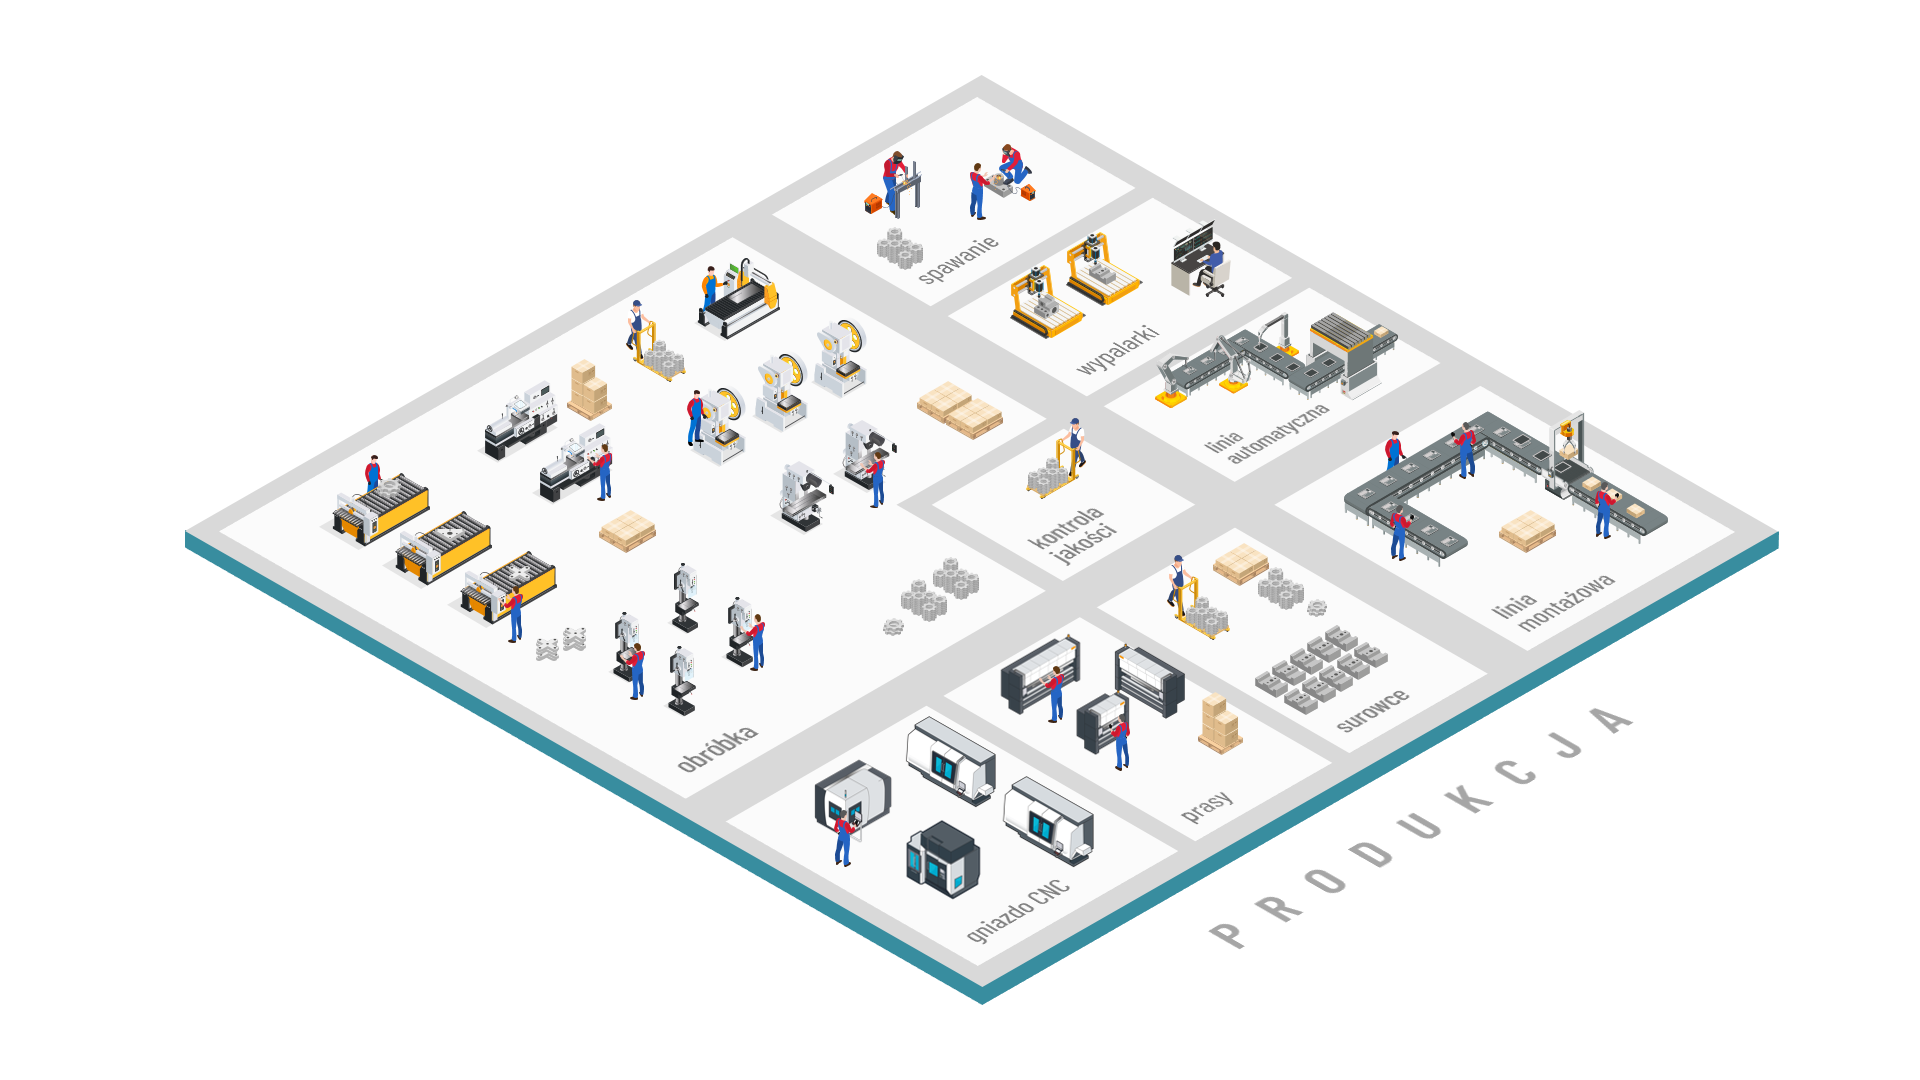 spawanie
wypalarki
linia
automatyczna
kontrola
jakości
linia
montażowa
surowce
obróbka
prasy
gniazdo CNC
PRODUKCJA